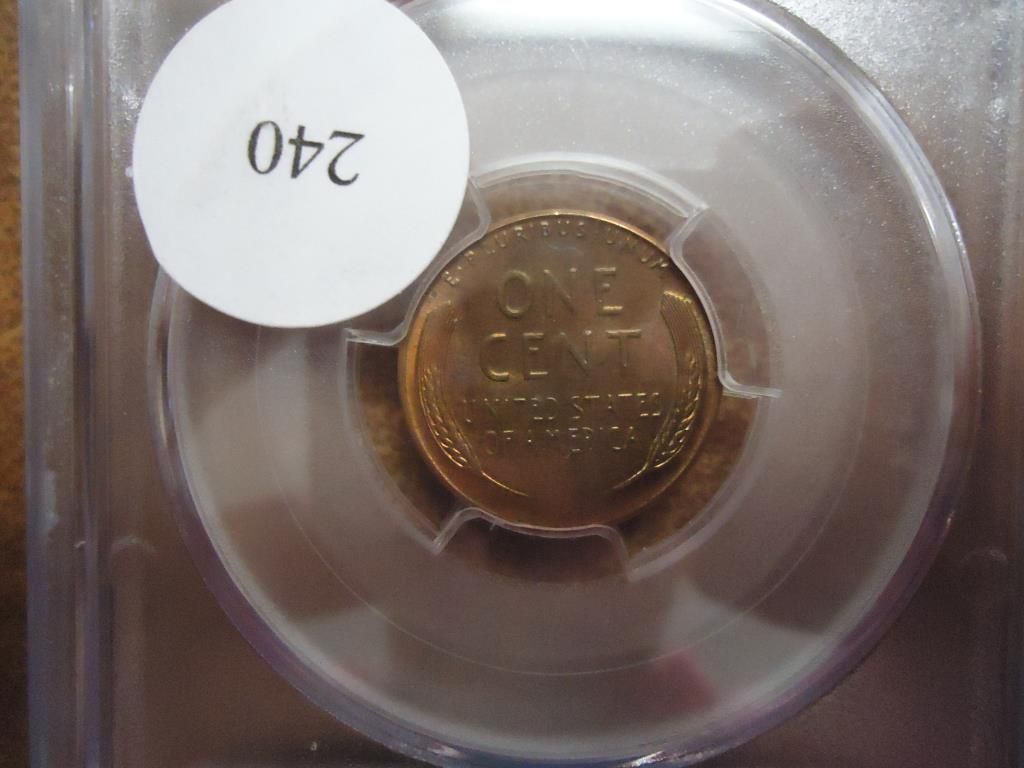 240
E PLURIBUS UNUM
ONE
CENT
UNITED STATES
OF AMERICA